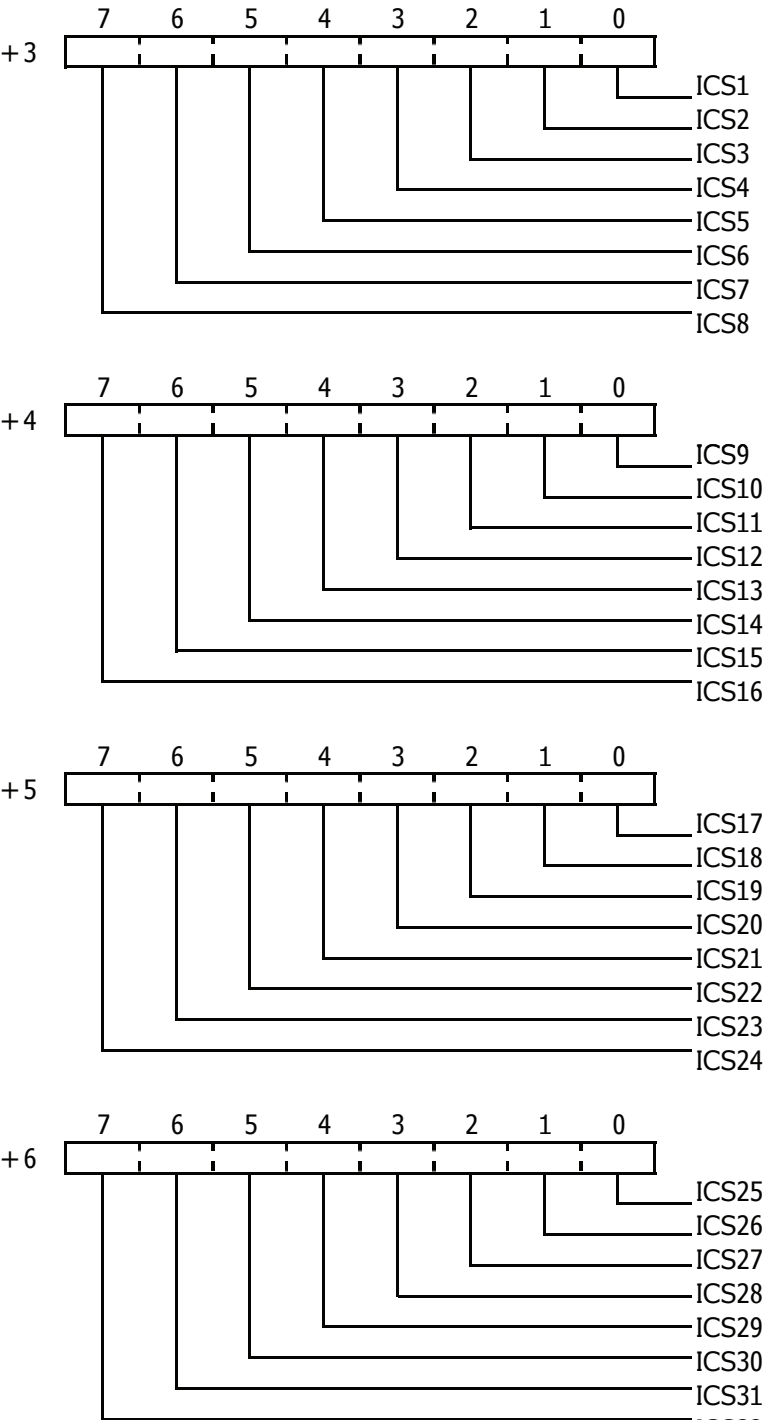 7 6 5 4 3 2 1 0
+3
ICS1
ICS2
ICS3
ICS4
ICS5
ICS6
ICS7
ICS8
7 6 5 4 3 2 1 0
+4
ICS9
ICS10
ICS11
ICS12
ICS13
ICS14
ICS15
ICS16
7 6 5 4 3 2 1 0
+5
ICS17
ICS18
ICS19
ICS20
ICS21
ICS22
ICS23
ICS24
7 6 5 4 3 2 1 0
+6
ICS25
ICS26
ICS27
ICS28
ICS29
ICS30
ICS31